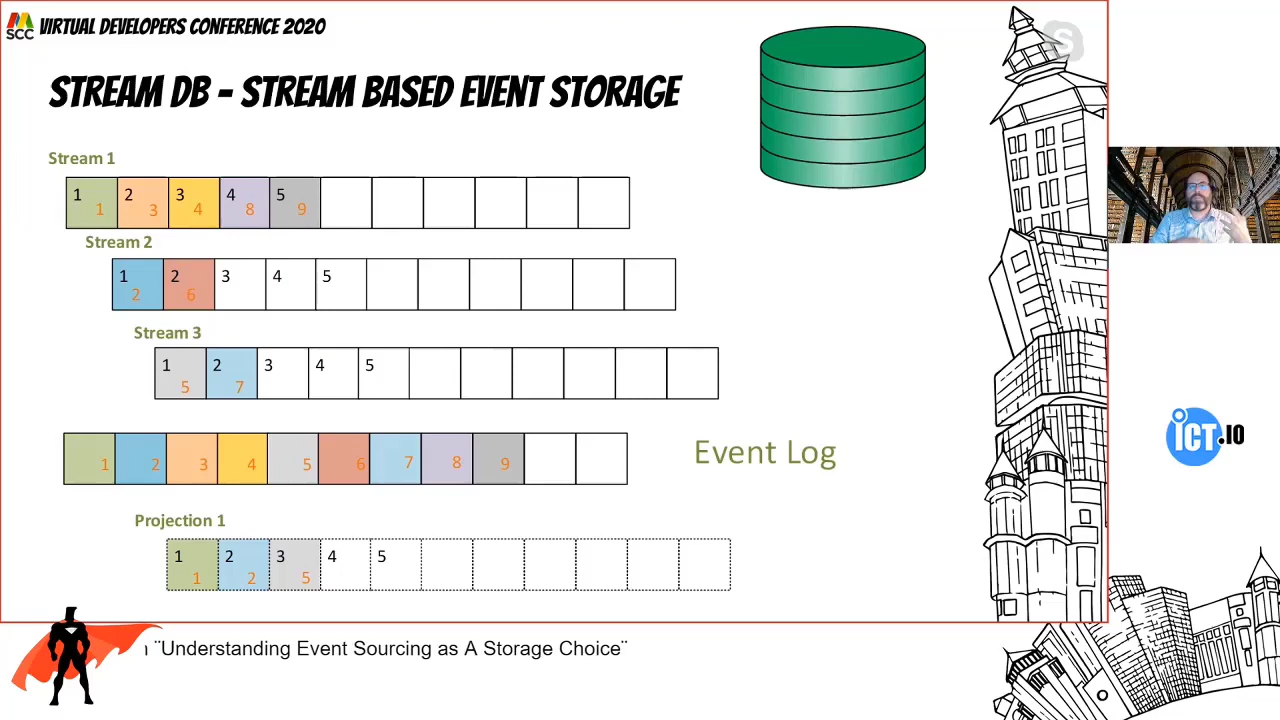 SCC VIRTUAL DEVELOPERS CONFERENCE 2020
STREAM DB - STREAM BASED EVENT STORAGE
S
Stream 1
1 2 3 4 5
1 3 4 8 9
Stream 2
1 2 3 4 5
2 6
Stream 3
1 2 3 4 5
5 7
1 2 3 4 5 6 7 8 9
Event Log
ICT.IO
Projection 1
1 2 3 4 5
1 2 5
¨Understanding Event Sourcing as A Storage Choice¨